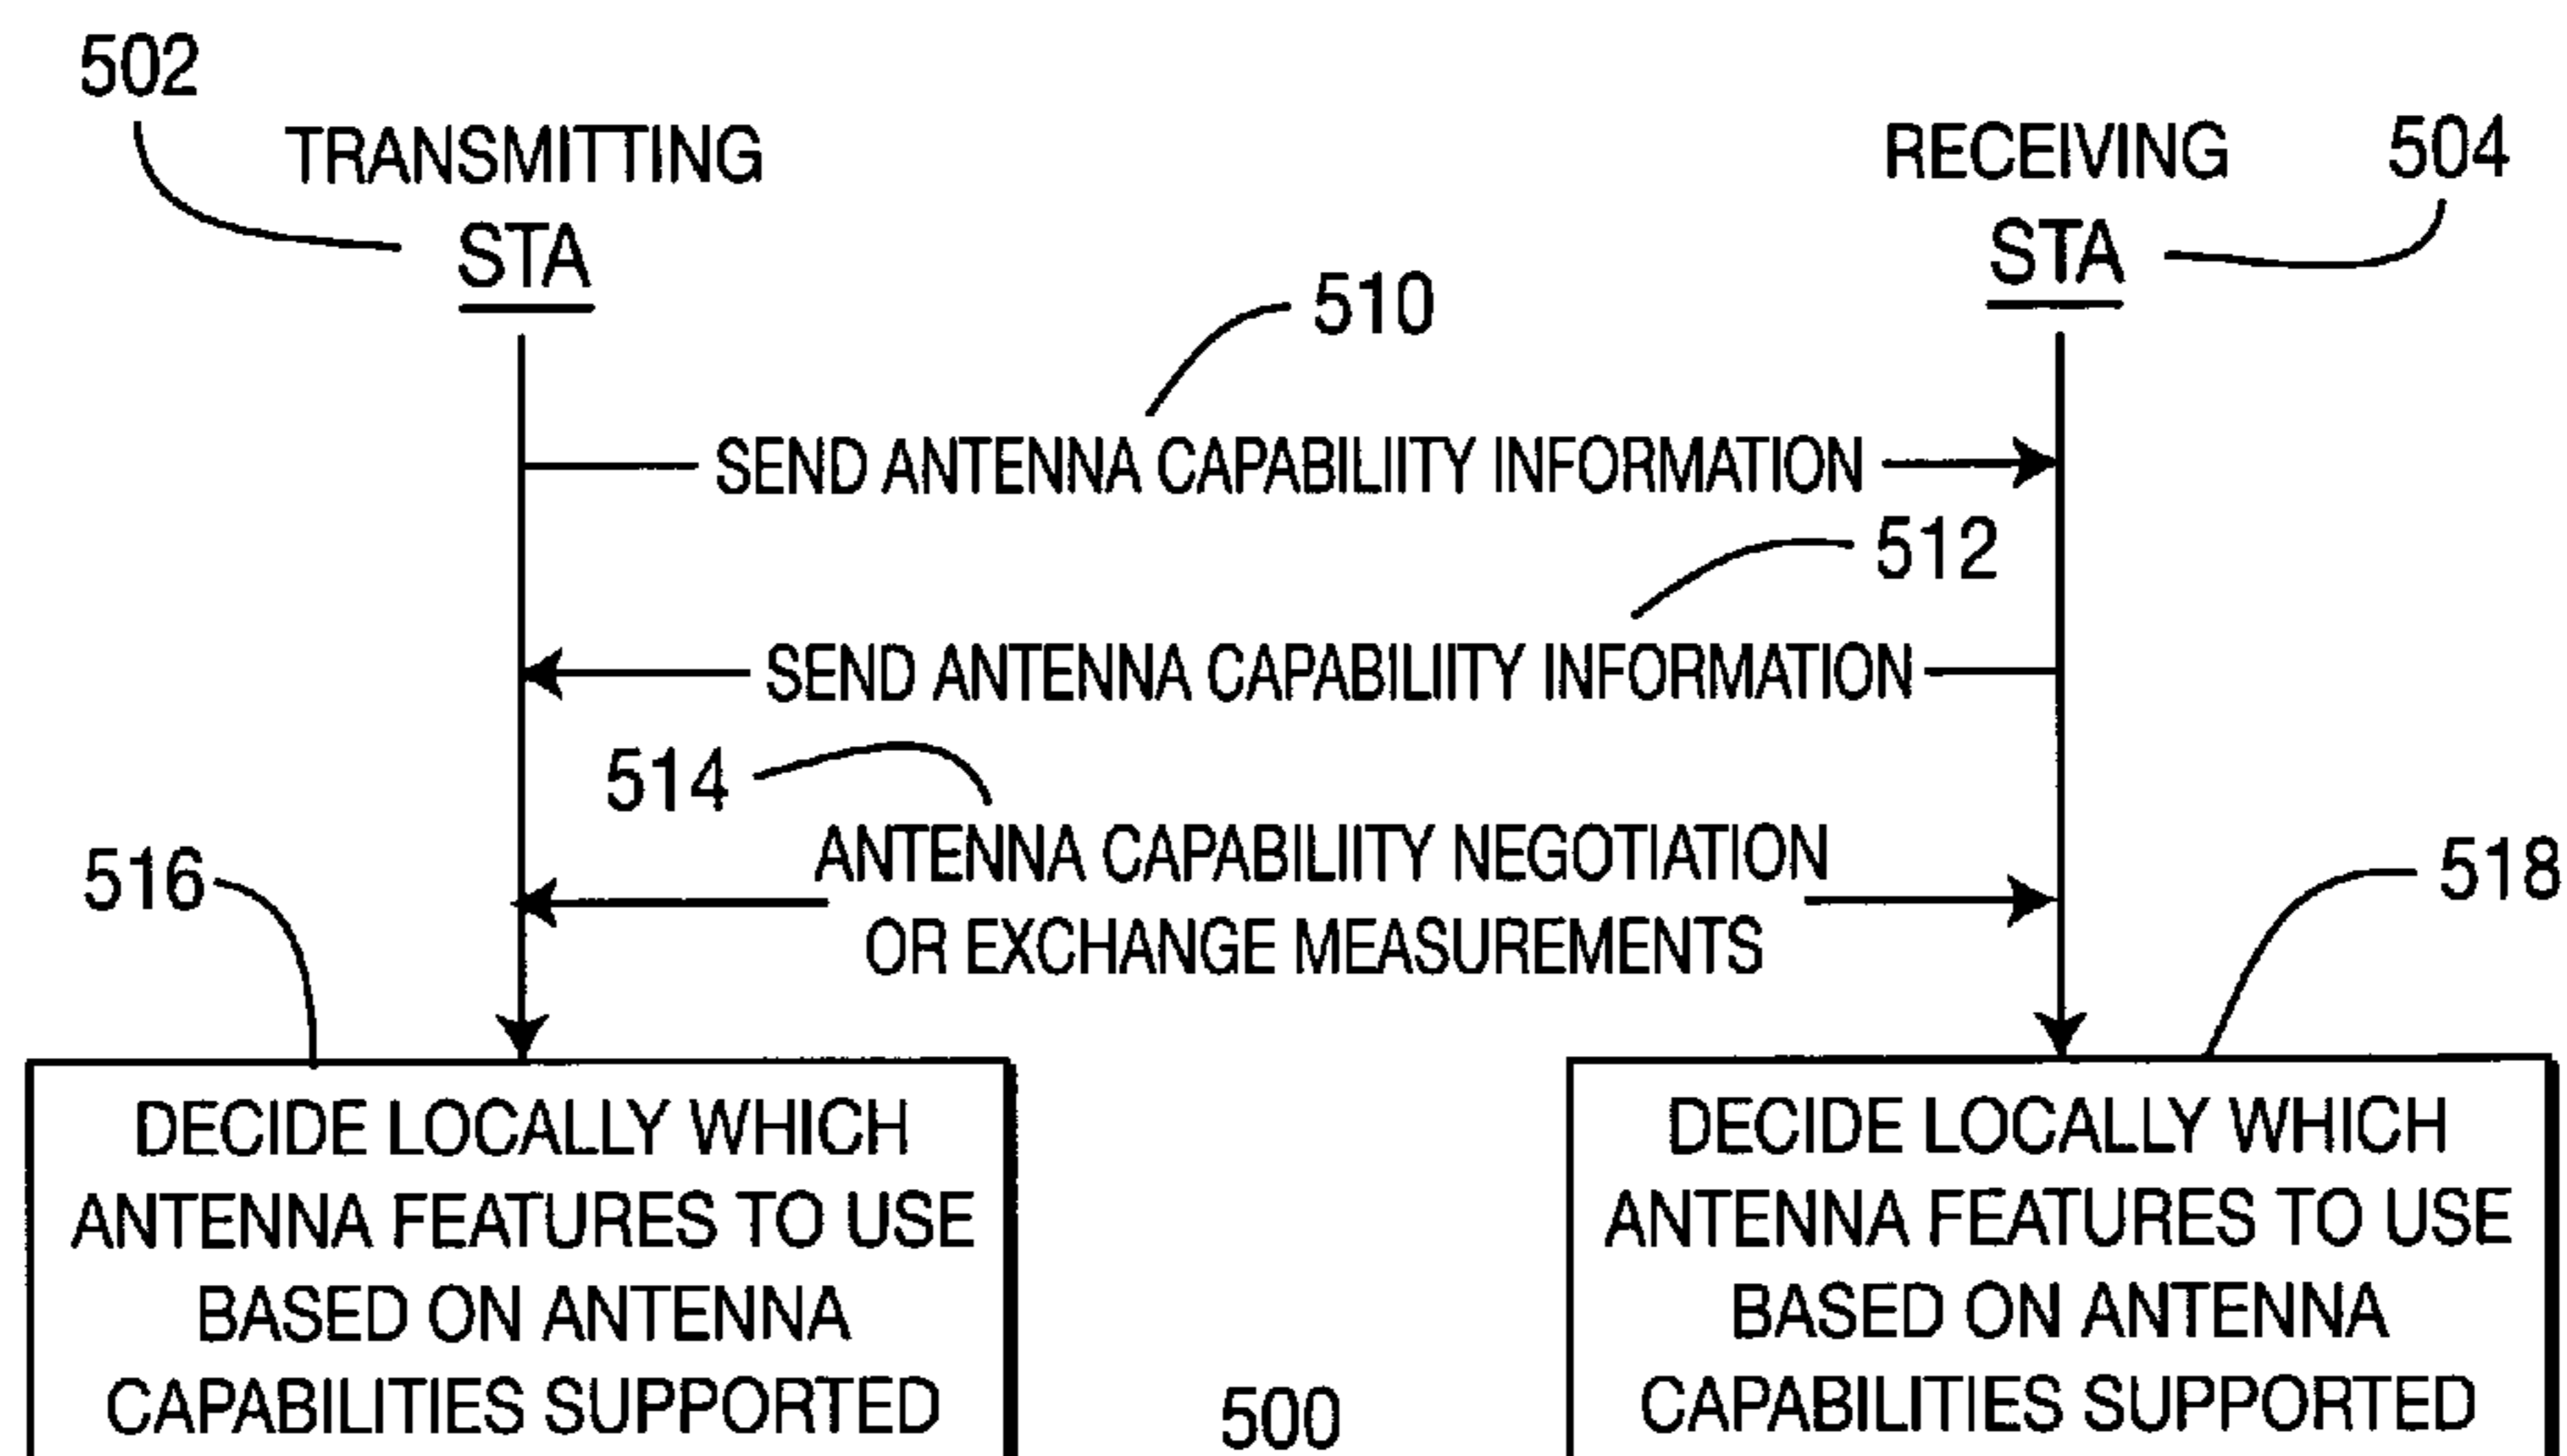 502
TRANSMITTING
STA
RECEIVING
STA
504
510
SEND ANTENNA CAPABILIITY INFORMATION
512
SEND ANTENNA CAPABILIITY INFORMATION
514
ANTENNA CAPABILIITY NEGOTIATION
OR EXCHANGE MEASUREMENTS
516
518
DECIDE LOCALLY WHICH
ANTENNA FEATURES TO USE
BASED ON ANTENNA
CAPABILITIES SUPPORTED
DECIDE LOCALLY WHICH
ANTENNA FEATURES TO USE
BASED ON ANTENNA
CAPABILITIES SUPPORTED
500